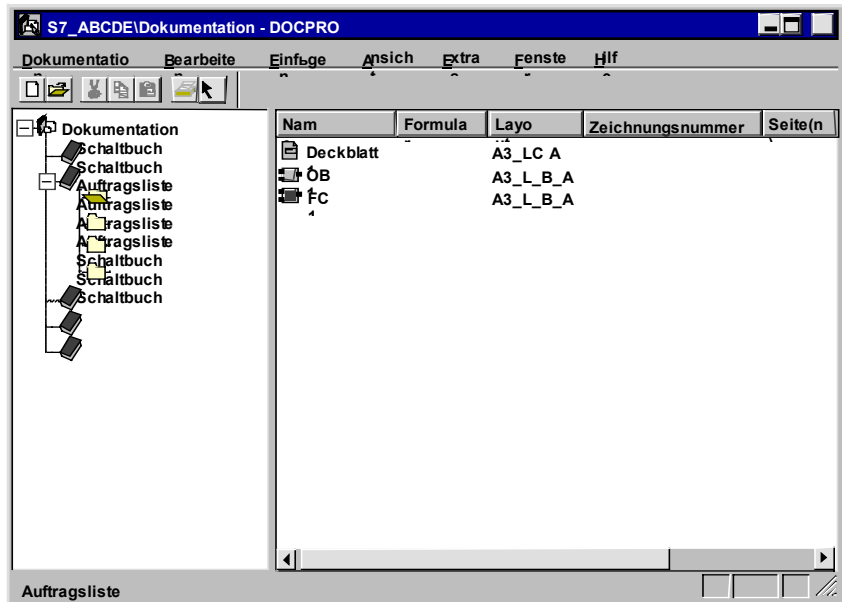 S7_ABCDE\Dokumentation - DOCPRO
Dokumentatio Bearbeite Einfьge Ansich Extra Fenste Hilf
Dokumentation
Schaltbuch
Schaltbuch
Auftragsliste
Auftragsliste
Auftragsliste
Auftragsliste
Schaltbuch
Schaltbuch
Schaltbuch
Nam Formula Layo Zeichnungsnummer Seite(n
Deckblatt A3_LC A
OB A3_L_B_A
FC A3_L_B_A
Auftragsliste